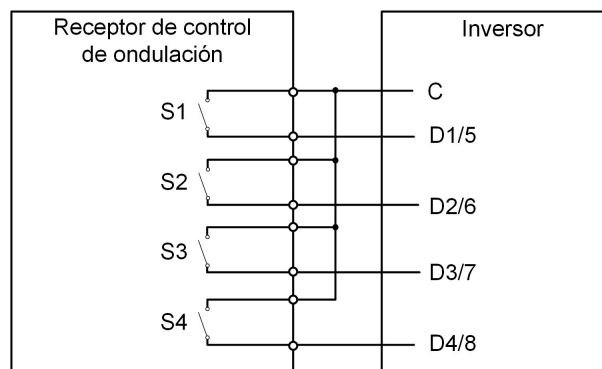 Receptor de control
de ondulación
Inversor
C
S1
D1/5
S2
D2/6
S3
D3/7
S4
D4/8